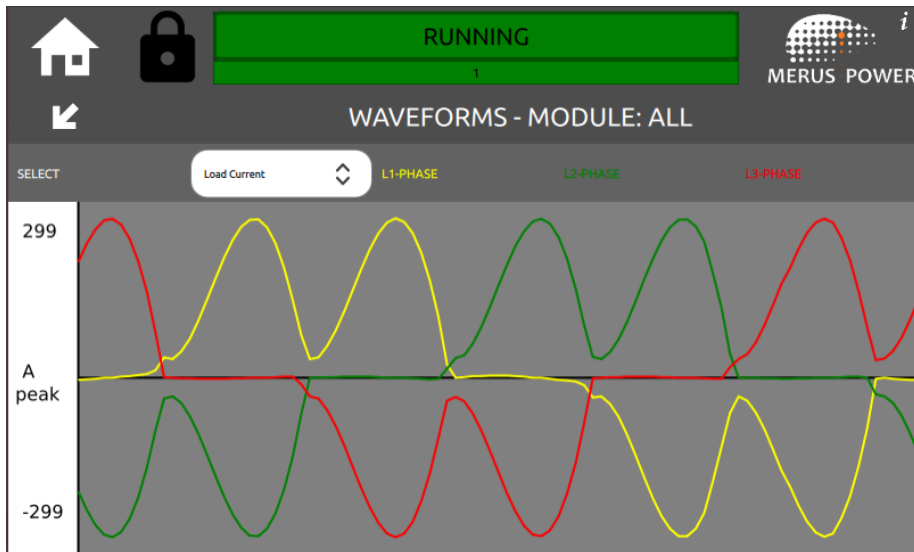 RUNNING
1
i
MERUS POWER
WAVEFORMS - MODULE: ALL
SELECT
Load Current
L1-PHASE
L2-PHASE
L3-PHASE
299
A
peak
-299